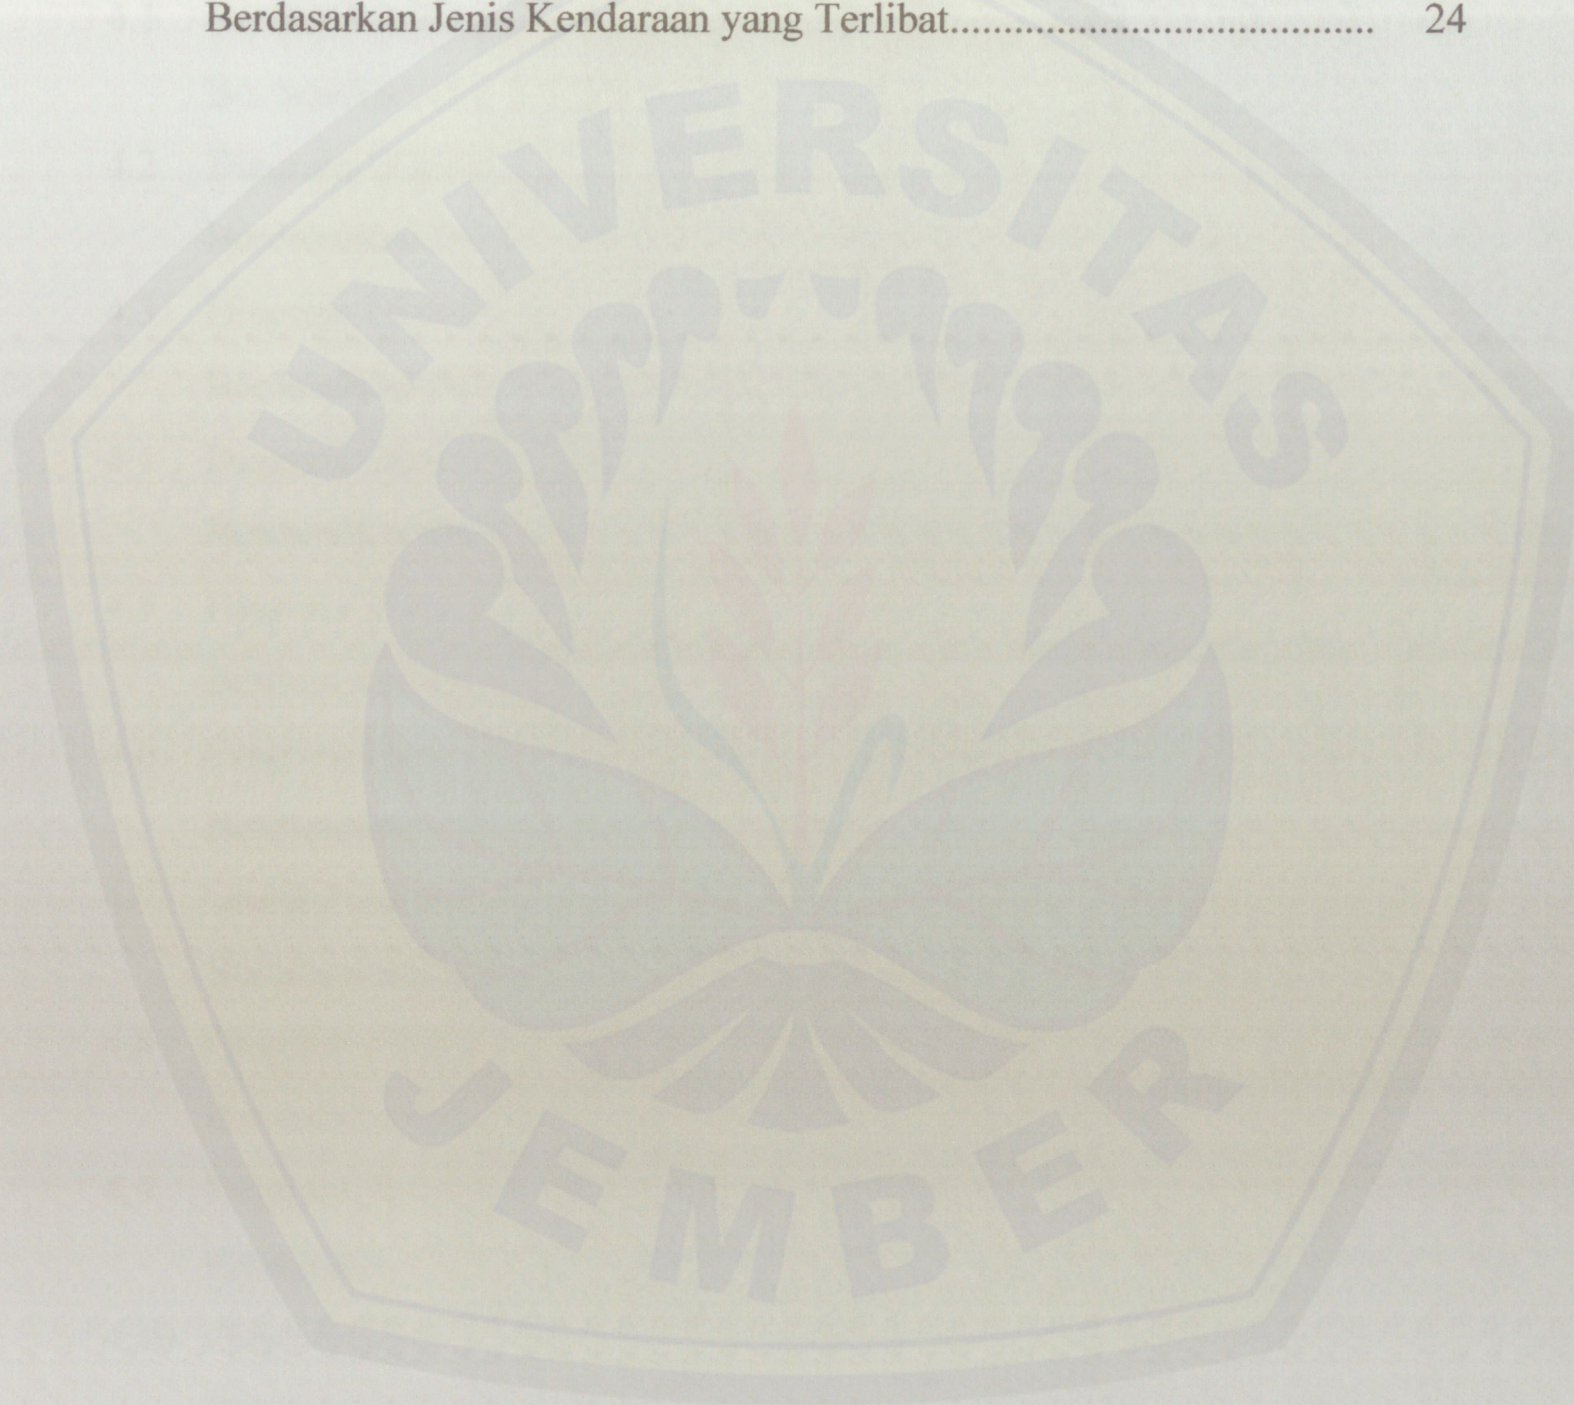 Berdasarkan Jenis Kendaraan yang Terlibat.................................... 24
UNIVERSITAS
JEMBER